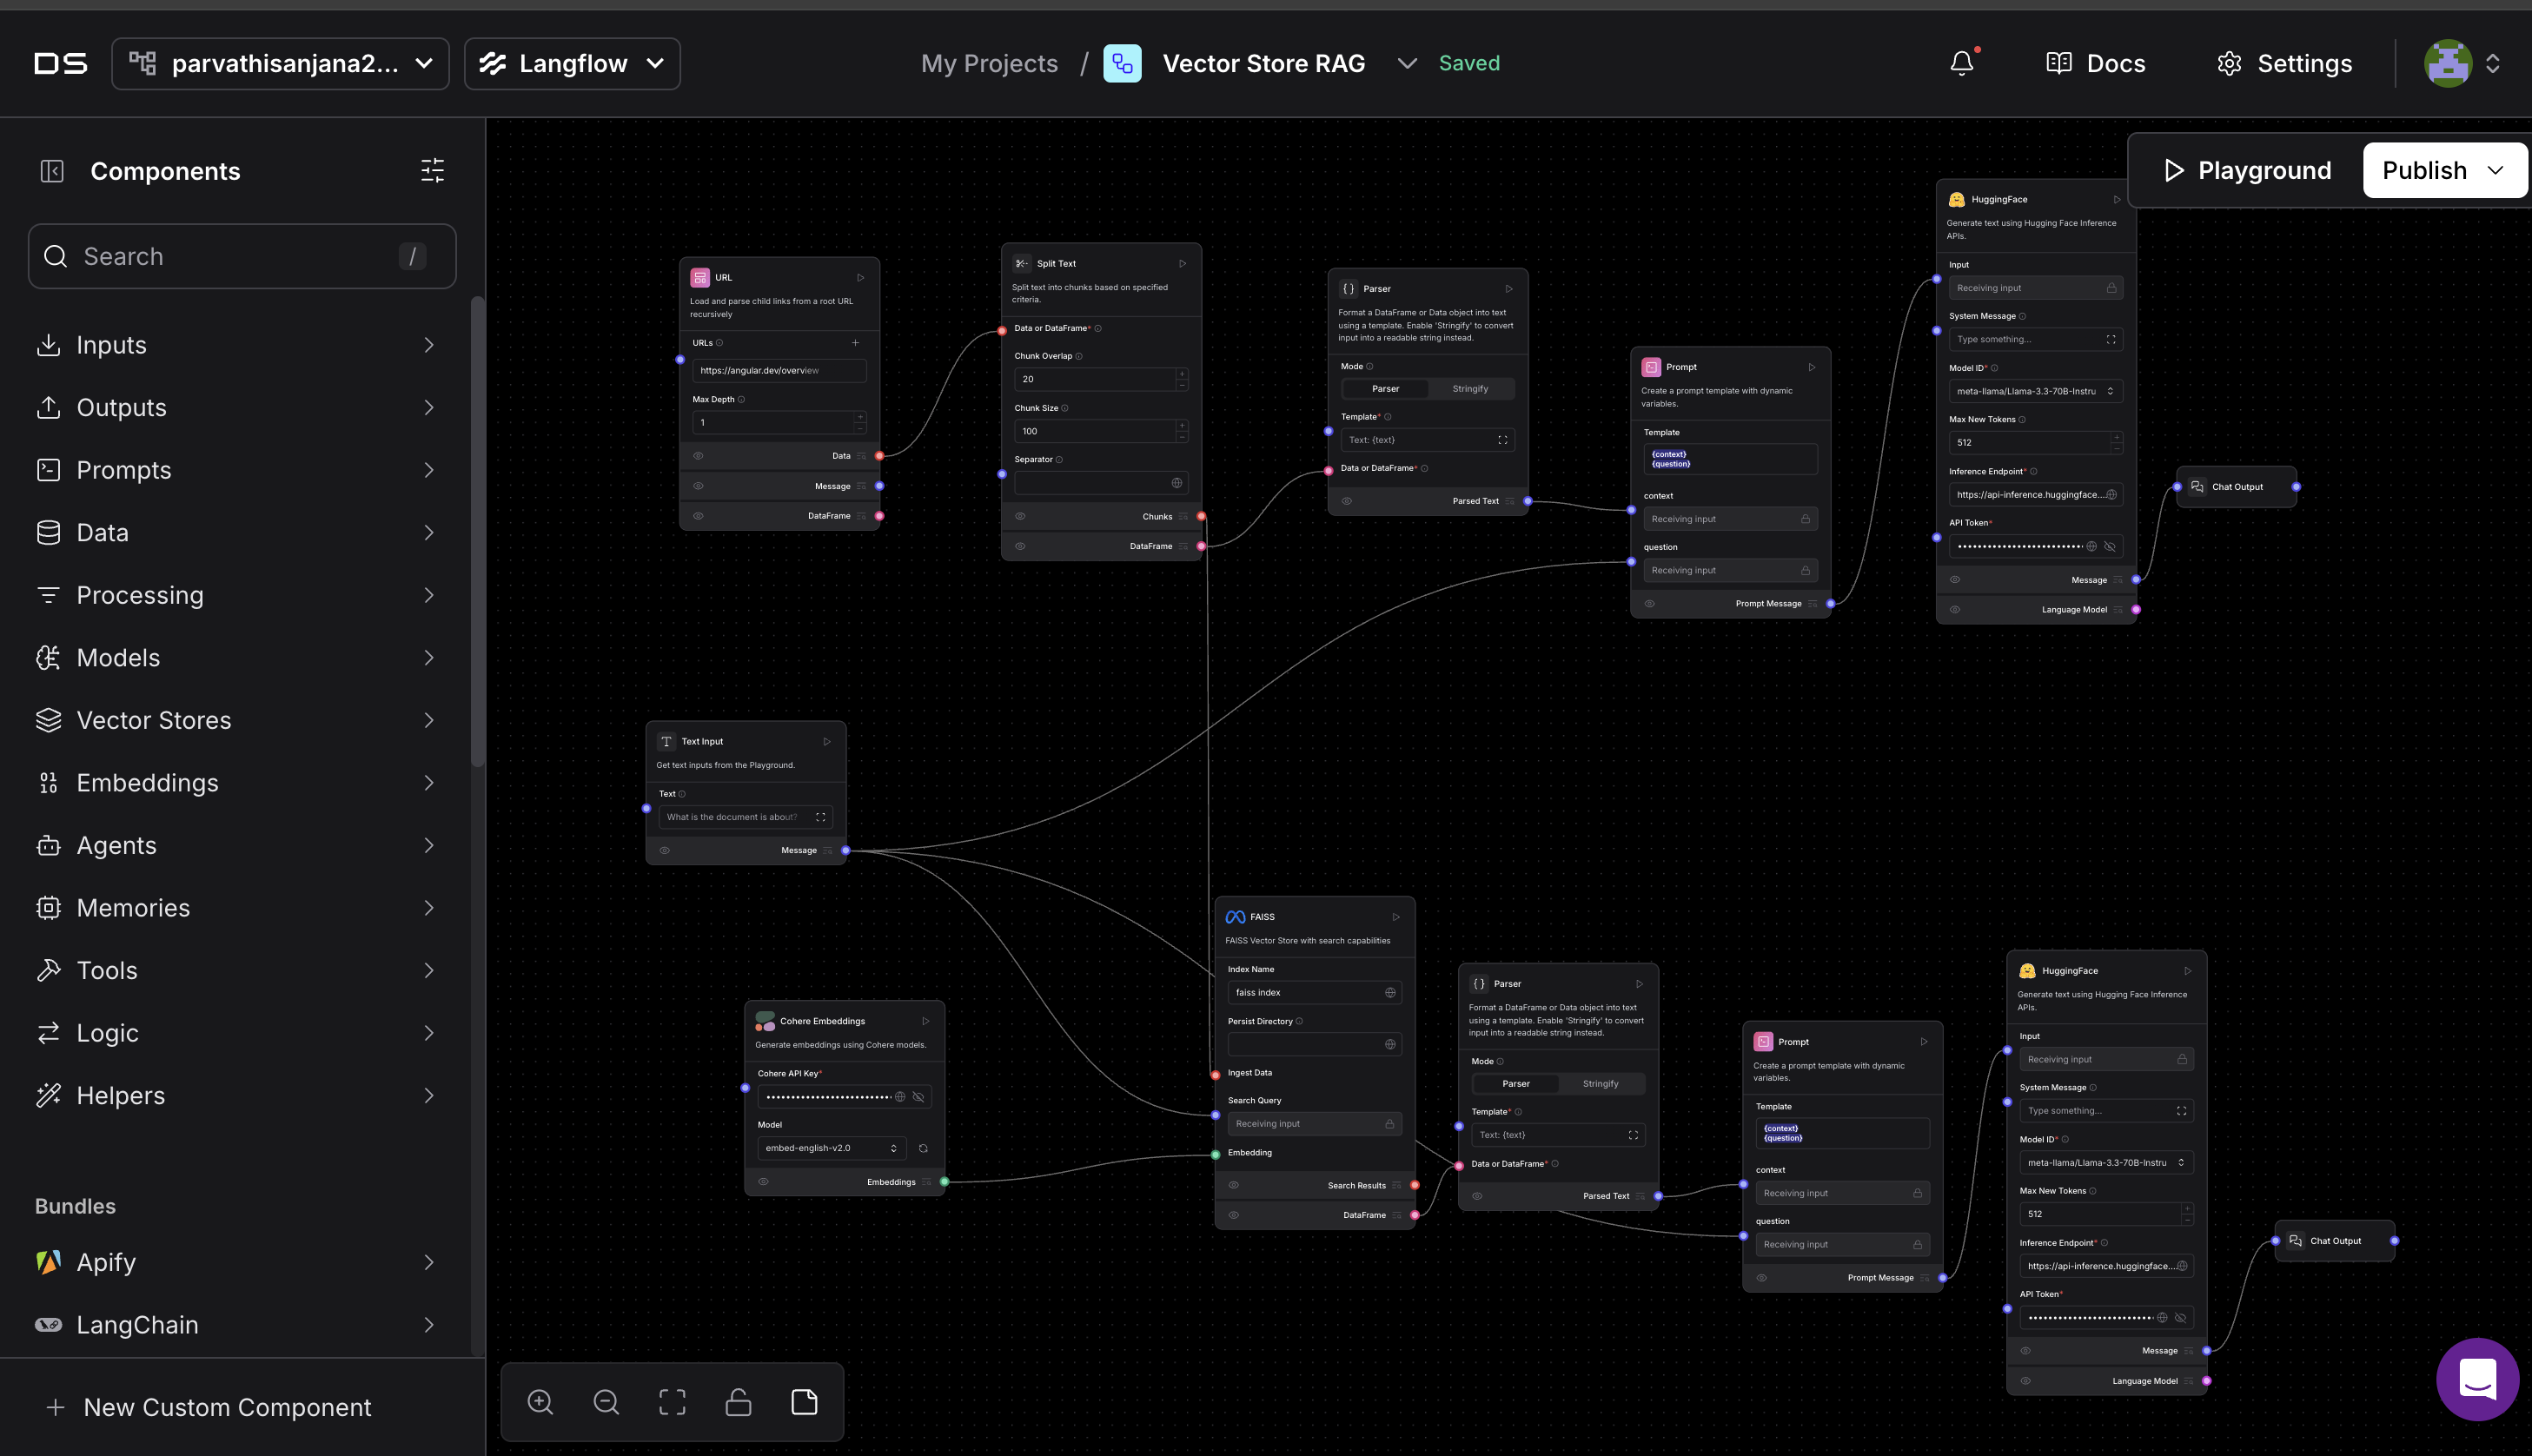 DS
parvathisanjana2...
Langflow
My Projects / Vector Store RAG
Saved
Docs
Settings
Components
Search /
Inputs
Outputs
Prompts
Data
Processing
Models
Vector Stores
Embeddings
Agents
Memories
Tools
Logic
Helpers
Bundles
Apify
LangChain
New Custom Component
Playground
Publish
URL
Load and parse child links from a root URL
recursively
URLs
https://angular.dev/overview
Max Depth
1
Data
Message
DataFrame
Split Text
Split text into chunks based on specified
criteria.
Data or DataFrame*
Chunk Overlap
20
Chunk Size
100
Separator
Chunks
DataFrame
Parser
Format a DataFrame or Data object into text
using a template. Enable 'Stringify' to convert
input into a readable string instead.
Mode
Parser Stringify
Template*
Text: {text}
Data or DataFrame*
Parsed Text
Prompt
Create a prompt template with dynamic
variables.
Template
{context}
{question}
context
Receiving input
question
Receiving input
Prompt Message
HuggingFace
Generate text using Hugging Face Inference
APIs.
Input
Receiving input
System Message
Type something...
Model ID*
meta-llama/Llama-3.3-70B-Instru
Max New Tokens
512
Inference Endpoint*
https://api-inference.huggingface....
API Token*
Message
Language Model
Chat Output
Text Input
Get text inputs from the Playground.
Text
What is the document is about?
Message
Cohere Embeddings
Generate embeddings using Cohere models.
Cohere API Key*
Model
embed-english-v2.0
Embeddings
FAISS
FAISS Vector Store with search capabilities
Index Name
faiss index
Persist Directory
Ingest Data
Search Query
Receiving input
Embedding
Search Results
DataFrame
Parser
Format a DataFrame or Data object into text
using a template. Enable 'Stringify' to convert
input into a readable string instead.
Mode
Parser Stringify
Template*
Text: {text}
Data or DataFrame*
Parsed Text
Prompt
Create a prompt template with dynamic
variables.
Template
{context}
{question}
context
Receiving input
question
Receiving input
Prompt Message
HuggingFace
Generate text using Hugging Face Inference
APIs.
Input
Receiving input
System Message
Type something...
Model ID*
meta-llama/Llama-3.3-70B-Instru
Max New Tokens
512
Inference Endpoint*
https://api-inference.huggingface....
API Token*
Message
Language Model
Chat Output